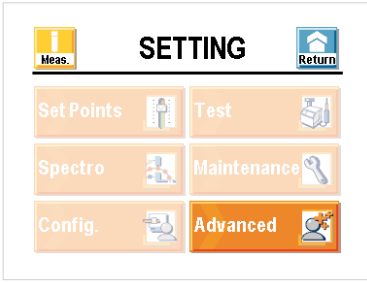 Meas.
SETTING
Return
Set Points
Test
Spectro
Maintenance
Config.
Advanced